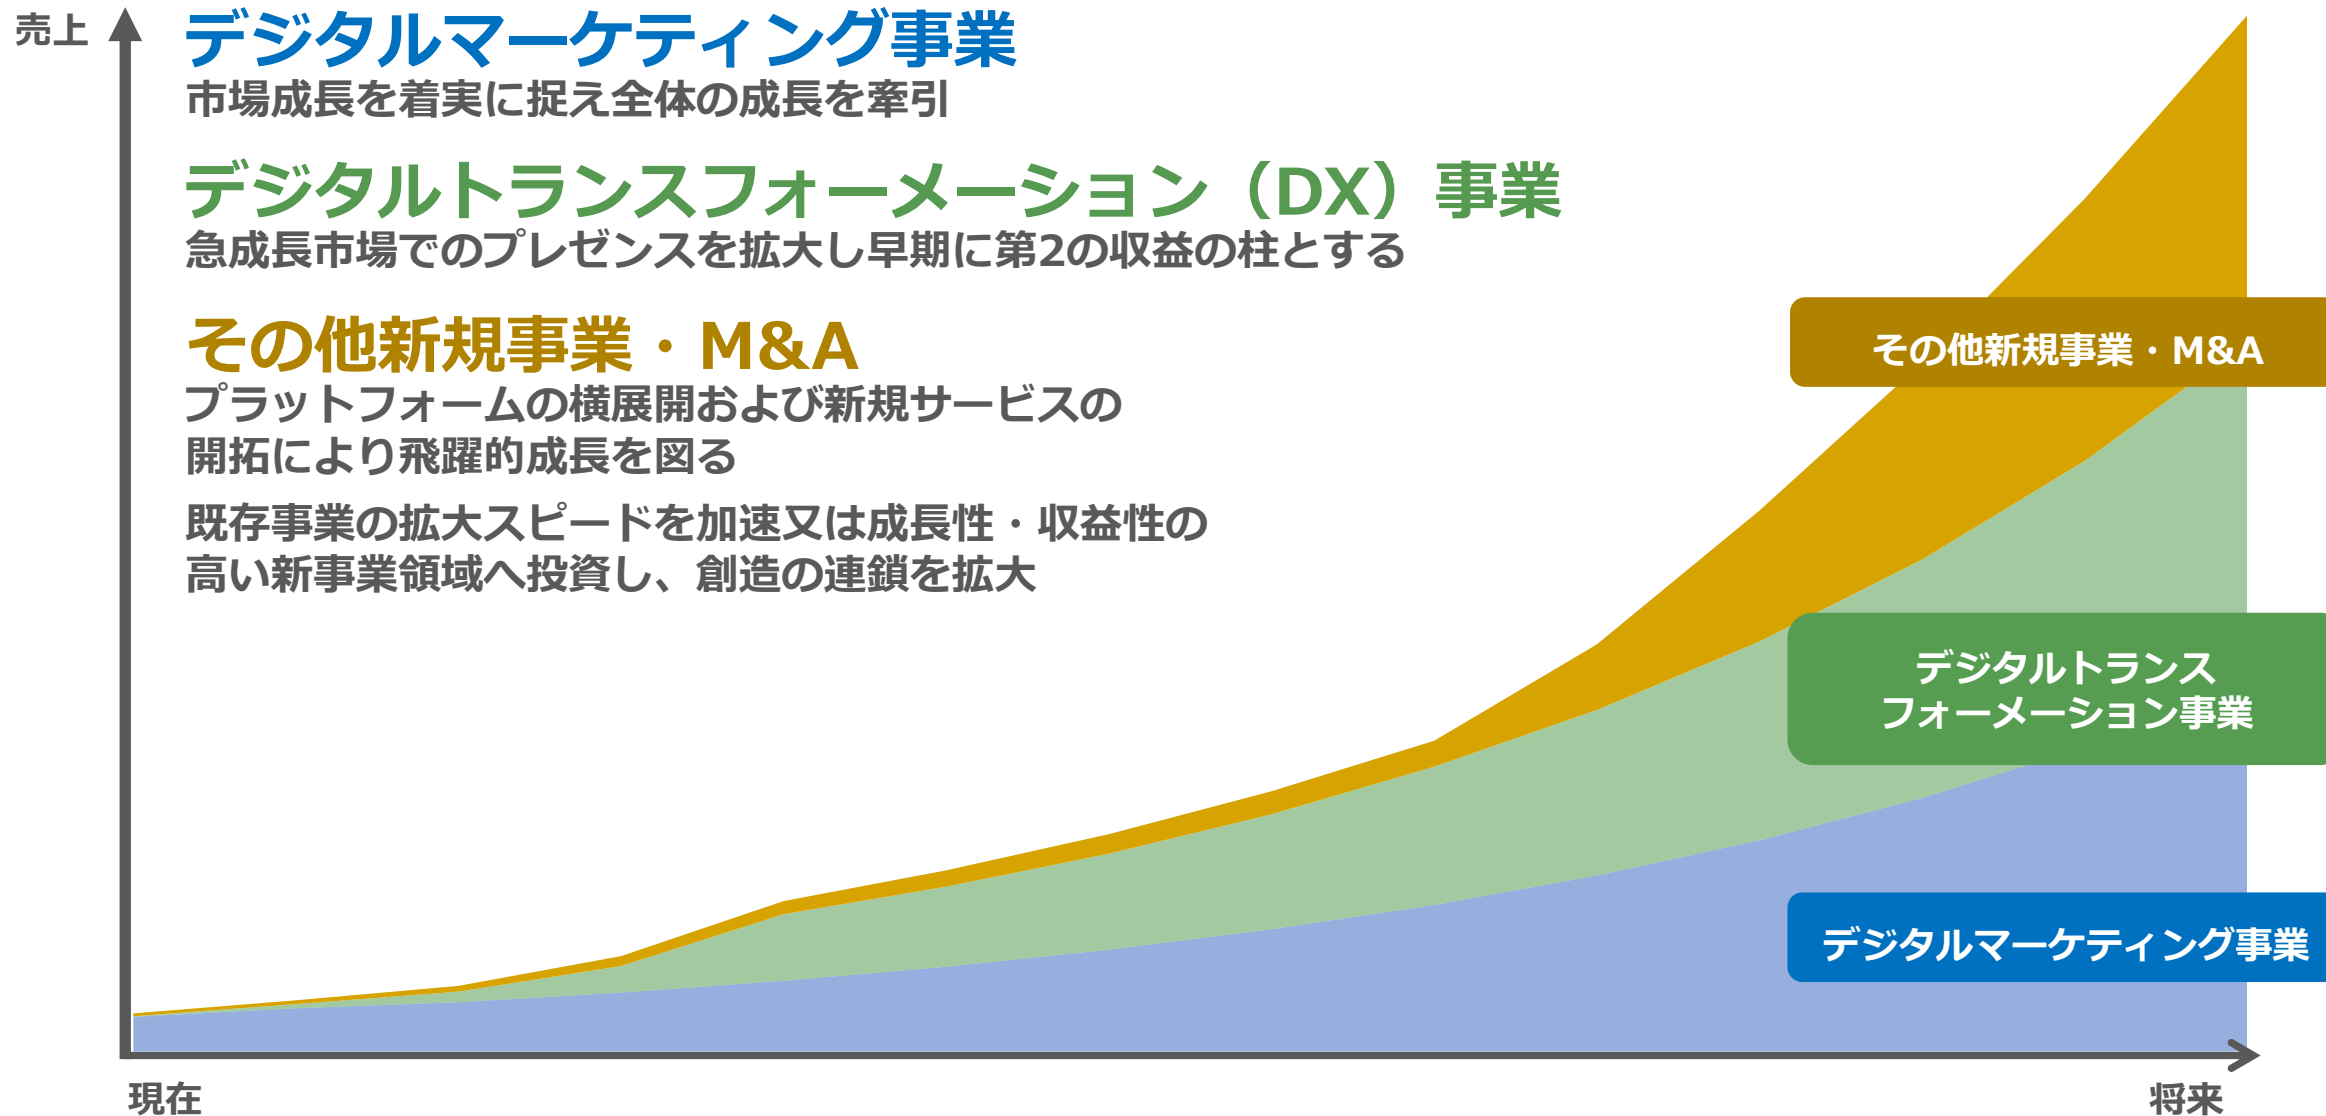 売上
デジタルマーケティング事業
市場成長を着実に捉え全体の成長を牽引
デジタルトランスフォーメーション（DX）事業
急成長市場でのプレゼンスを拡大し早期に第2の収益の柱とする
その他新規事業・M&A
プラットフォームの横展開および新規サービスの
開拓により飛躍的成長を図る
既存事業の拡大スピードを加速又は成長性・収益性の
高い新事業領域へ投資し、創造の連鎖を拡大
その他新規事業・M&A
デジタルトランス
フォーメーション事業
デジタルマーケティング事業
現在
将来